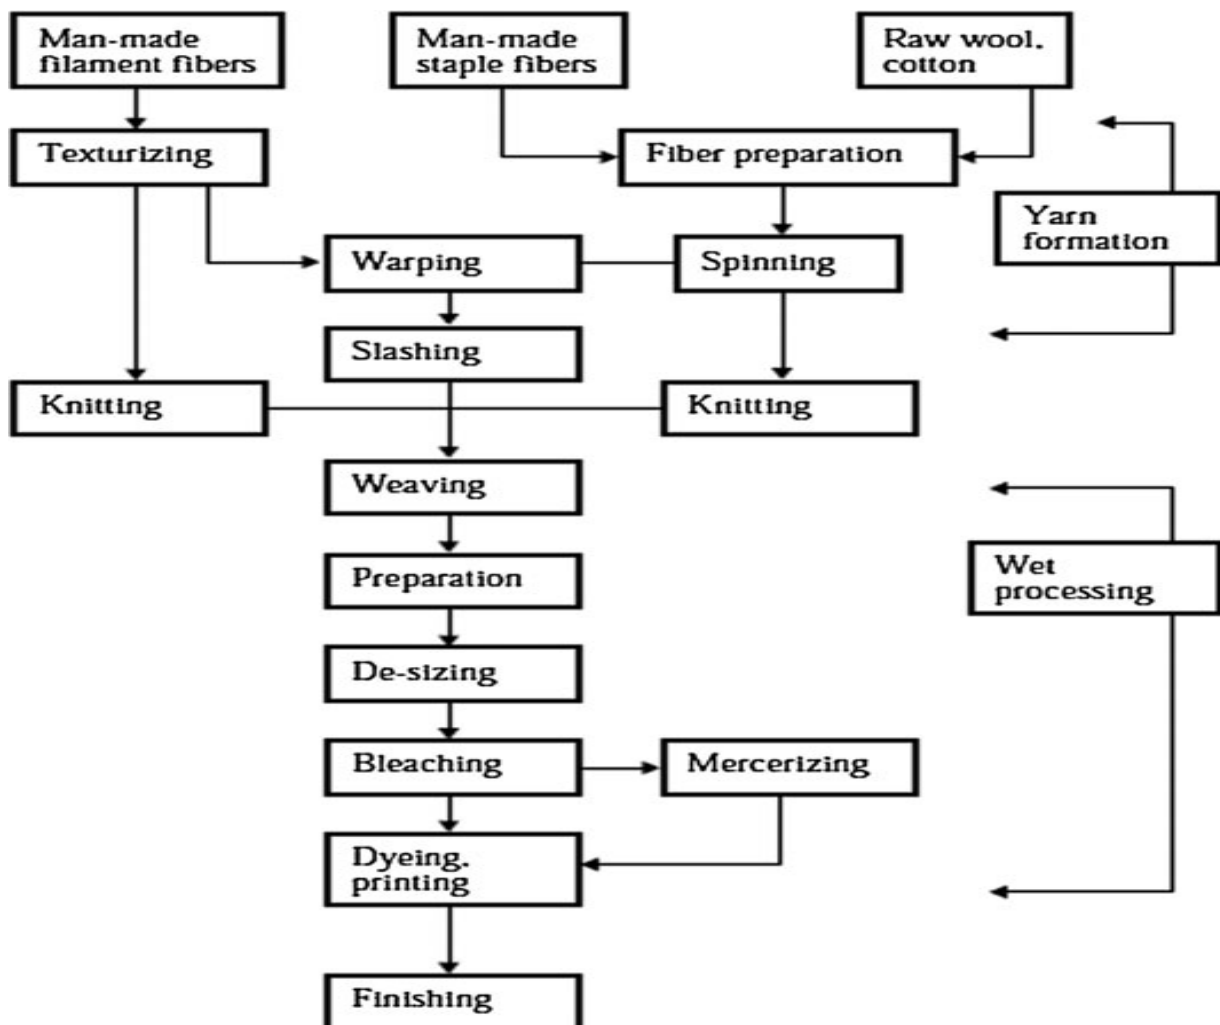 Man-made
filament fibers
Man-made
staple fibers
Raw wool.
cotton
Texturizing
Fiber preparation
Yarn
formation
Warping
Spinning
Slashing
Knitting
Knitting
Weaving
Preparation
Wet
processing
De-sizing
Bleaching
Mercerizing
Dyeing.
printing
Finishing